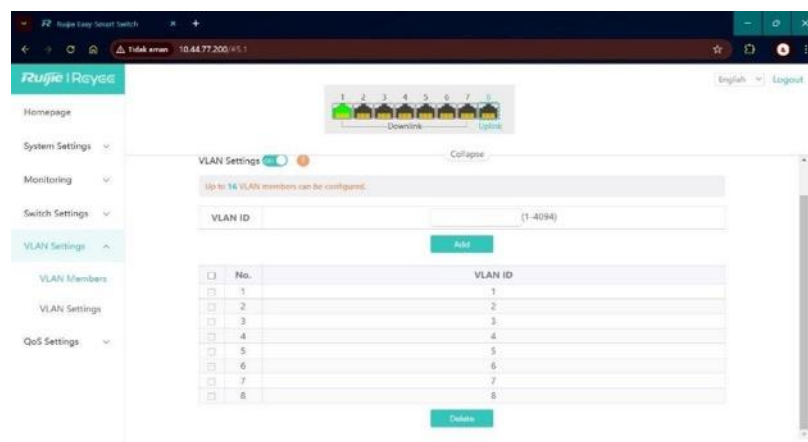 Ruijie Easy Smart Switch
Tidak aman 10.44.77.200/#5.1
Ruijie | Reyee
English Logout
1 2 3 4 5 6 7 8
Downlink Uplink
Collapse
Homepage
System Settings
Monitoring
Switch Settings
VLAN Settings
VLAN Members
VLAN Settings
QoS Settings
VLAN Settings ON
Up to 16 VLAN members can be configured.
VLAN ID (1-4094)
Add
No. VLAN ID
1 1
2 2
3 3
4 4
5 5
6 6
7 7
8 8
Delete